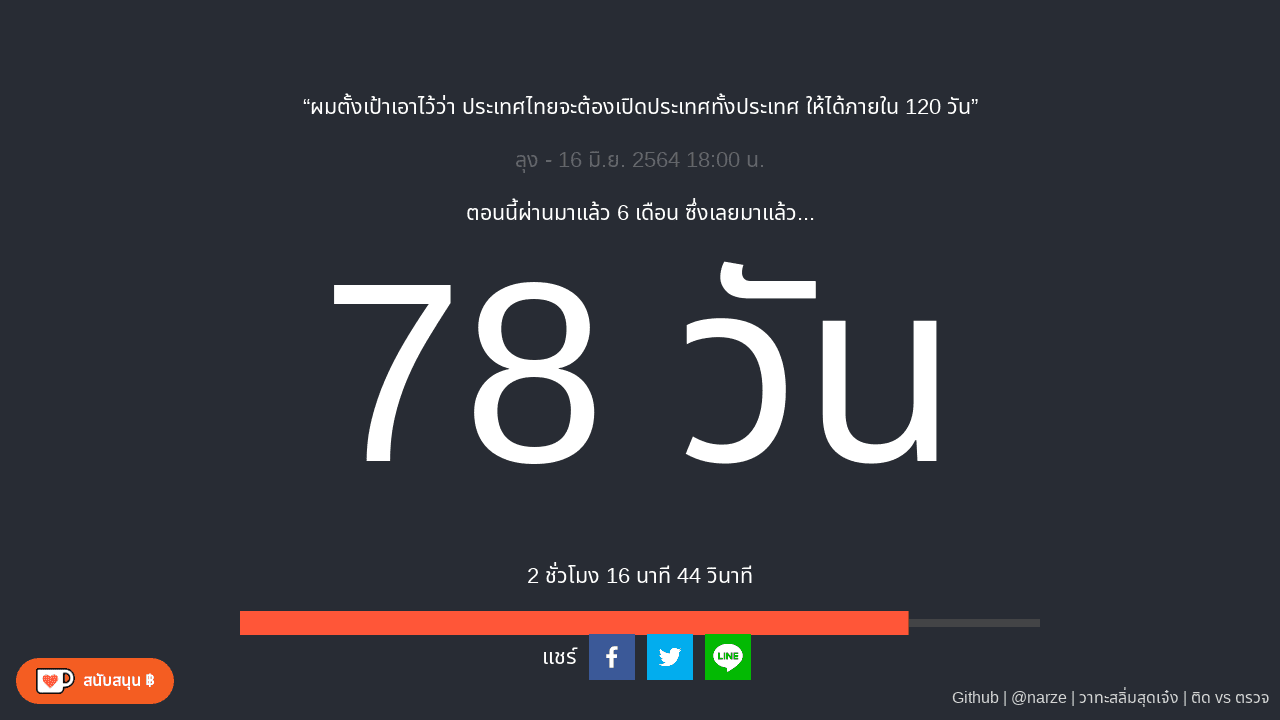 “ผมตั้งเป้าเอาไว้ว่า ประเทศไทยจะต้องเปิดประเทศทั้งประเทศ ให้ได้ภายใน 120 วัน”
ลุง - 16 มิ.ย. 2564 18:00 น.
ตอนนี้ผ่านมาแล้ว 6 เดือน ซึ่งเลยมาแล้ว...
78 วัน
2 ชั่วโมง 16 นาที 44 วินาที
แชร์
LINE
สนับสนุน ฿
Github | @narze | วาทะสลิ่มสุดเจ๋ง | ติด vs ตรวจ